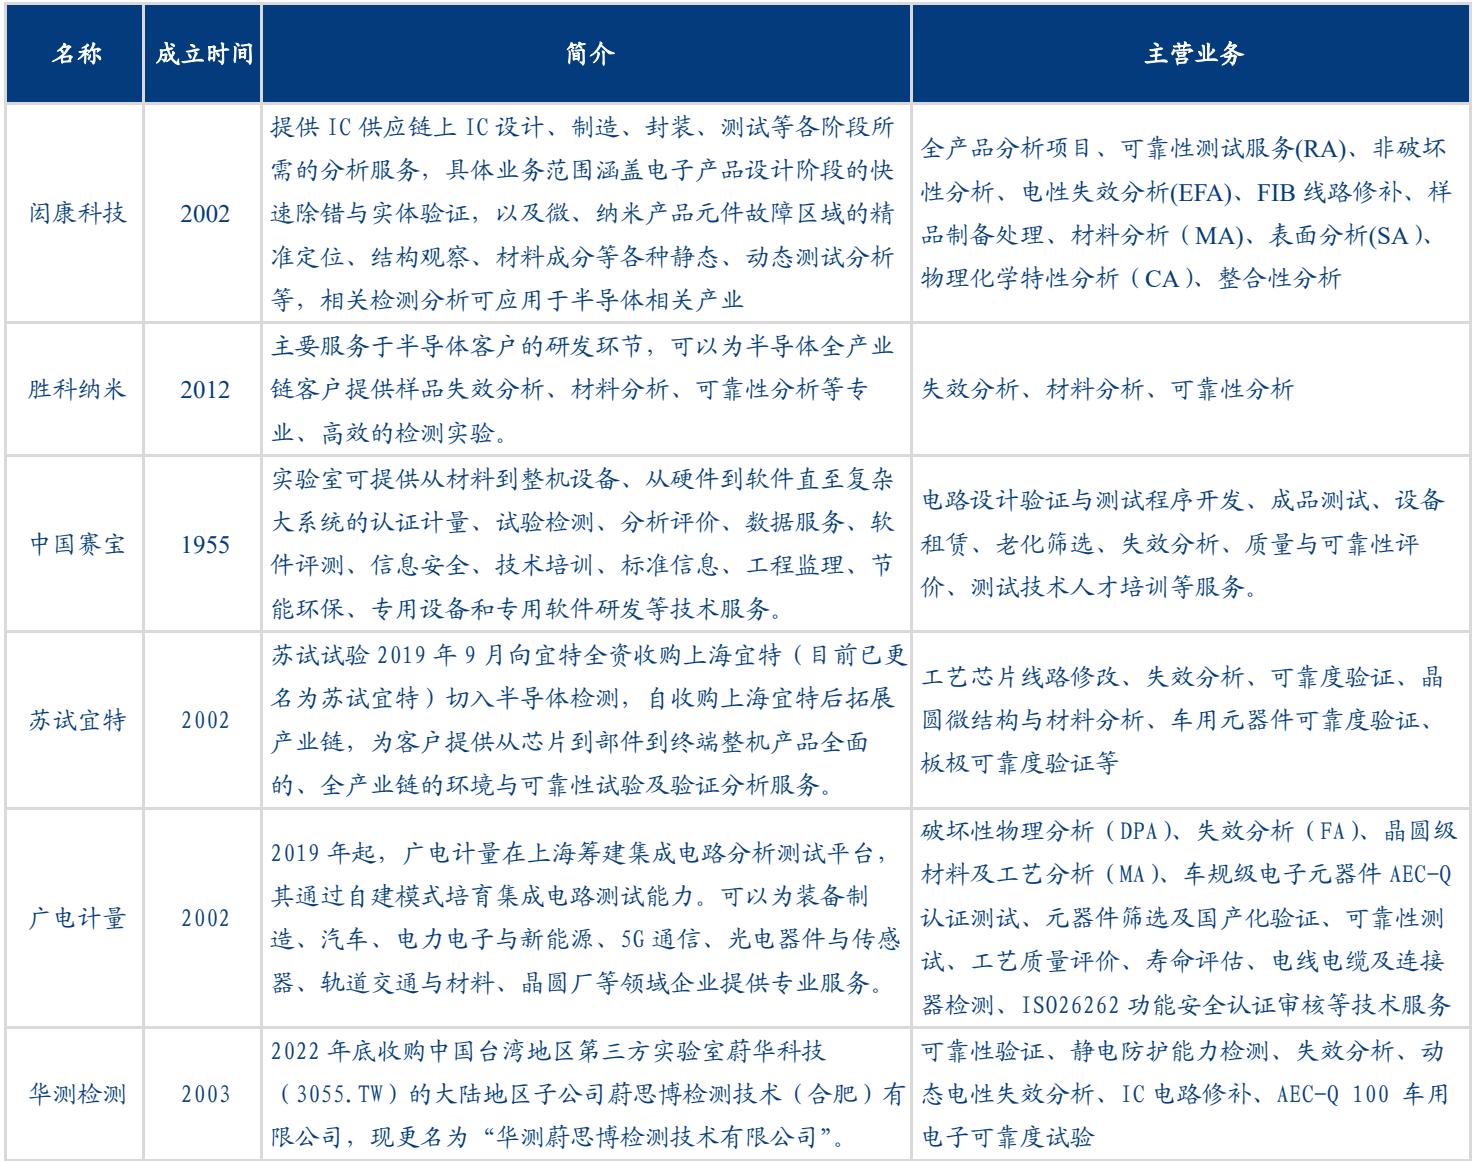 名称 成立时间 简介 主营业务
闳康科技
2002
提供 IC 供应链上 IC 设计、制造、封装、测试等各阶段所
需的分析服务，具体业务范围涵盖电子产品设计阶段的快
速除错与实体验证，以及微、纳米产品元件故障区域的精
准定位、结构观察、材料成分等各种静态、动态测试分析
等，相关检测分析可应用于半导体相关产业
全产品分析项目、可靠性测试服务(RA)、非破坏
性分析、电性失效分析(EFA)、FIB 线路修补、样
品制备处理、材料分析（MA)、表面分析(SA）、
物理化学特性分析（CA）、整合性分析
胜科纳米
2012
主要服务于半导体客户的研发环节，可以为半导体全产业
链客户提供样品失效分析、材料分析、可靠性分析等专
业、高效的检测实验。
失效分析、材料分析、可靠性分析
中国赛宝
1955
实验室可提供从材料到整机设备、从硬件到软件直至复杂
大系统的认证计量、试验检测、分析评价、数据服务、软
件评测、信息安全、技术培训、标准信息、工程监理、节
能环保、专用设备和专用软件研发等技术服务。
电路设计验证与测试程序开发、成品测试、设备
租赁、老化筛选、失效分析、质量与可靠性评
价、测试技术人才培训等服务。
苏试宜特
2002
苏试试验 2019 年 9 月向宜特全资收购上海宜特（目前已更
名为苏试宜特）切入半导体检测，自收购上海宜特后拓展
产业链，为客户提供从芯片到部件到终端整机产品全面
的、全产业链的环境与可靠性试验及验证分析服务。
工艺芯片线路修改、失效分析、可靠度验证、晶
圆微结构与材料分析、车用元器件可靠度验证、
板极可靠度验证等
广电计量
2002
2019 年起，广电计量在上海筹建集成电路分析测试平台，
其通过自建模式培育集成电路测试能力。可以为装备制
造、汽车、电力电子与新能源、5G 通信、光电器件与传感
器、轨道交通与材料、晶圆厂等领域企业提供专业服务。
破坏性物理分析（DPA）、失效分析（FA）、晶圆级
材料及工艺分析（MA）、车规级电子元器件 AEC-Q
认证测试、元器件筛选及国产化验证、可靠性测
试、工艺质量评价、寿命评估、电线电缆及连接
器检测、ISO26262 功能安全认证审核等技术服务
华测检测
2003
2022 年底收购中国台湾地区第三方实验室蔚华科技
（3055.TW）的大陆地区子公司蔚思博检测技术（合肥）有
限公司，现更名为“华测蔚思博检测技术有限公司”。
可靠性验证、静电防护能力检测、失效分析、动
态电性失效分析、IC 电路修补、AEC-Q 100 车用
电子可靠度试验